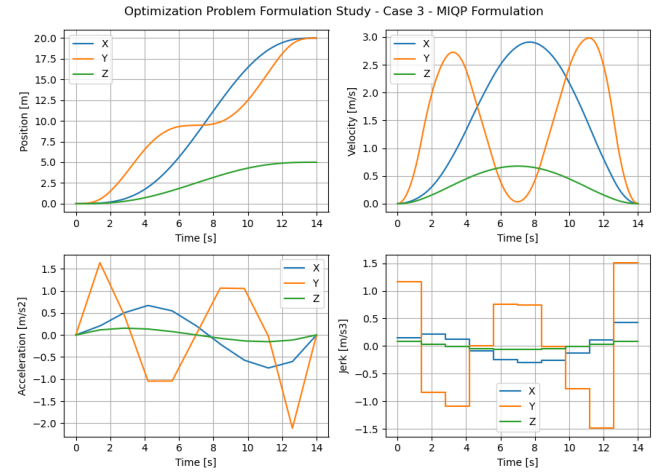 Optimization Problem Formulation Study - Case 3 - MIQP Formulation
Position [m]
20.0
17.5
15.0
12.5
10.0
7.5
5.0
2.5
0.0
X
Y
Z
0 2 4 6 8 10 12 14
Time [s]
Velocity [m/s]
3.0
2.5
2.0
1.5
1.0
0.5
0.0
X
Y
Z
0 2 4 6 8 10 12 14
Time [s]
Acceleration [m/s2]
1.5
1.0
0.5
0.0
−0.5
−1.0
−1.5
−2.0
X
Y
Z
0 2 4 6 8 10 12 14
Time [s]
Jerk [m/s3]
1.5
1.0
0.5
0.0
−0.5
−1.0
−1.5
X
Y
Z
0 2 4 6 8 10 12 14
Time [s]